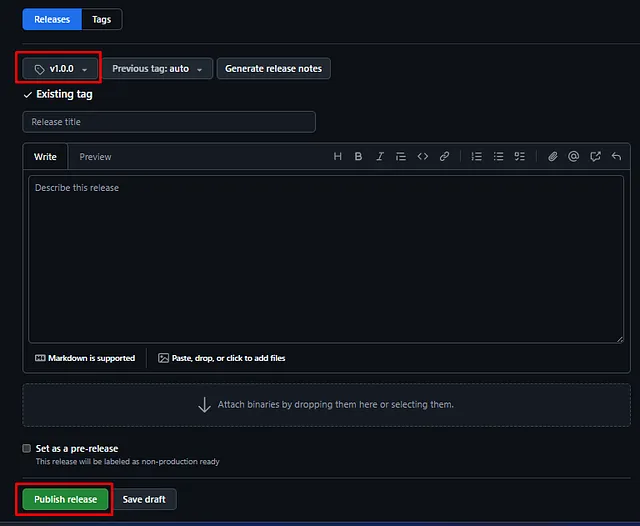 Releases Tags
v1.0.0 Previous tag: auto Generate release notes
Existing tag
Release title
Write Preview H B I
Describe this release
Markdown is supported Paste, drop, or click to add files
Attach binaries by dropping them here or selecting them.
Set as a pre-release
This release will be labeled as non-production ready
Publish release Save draft